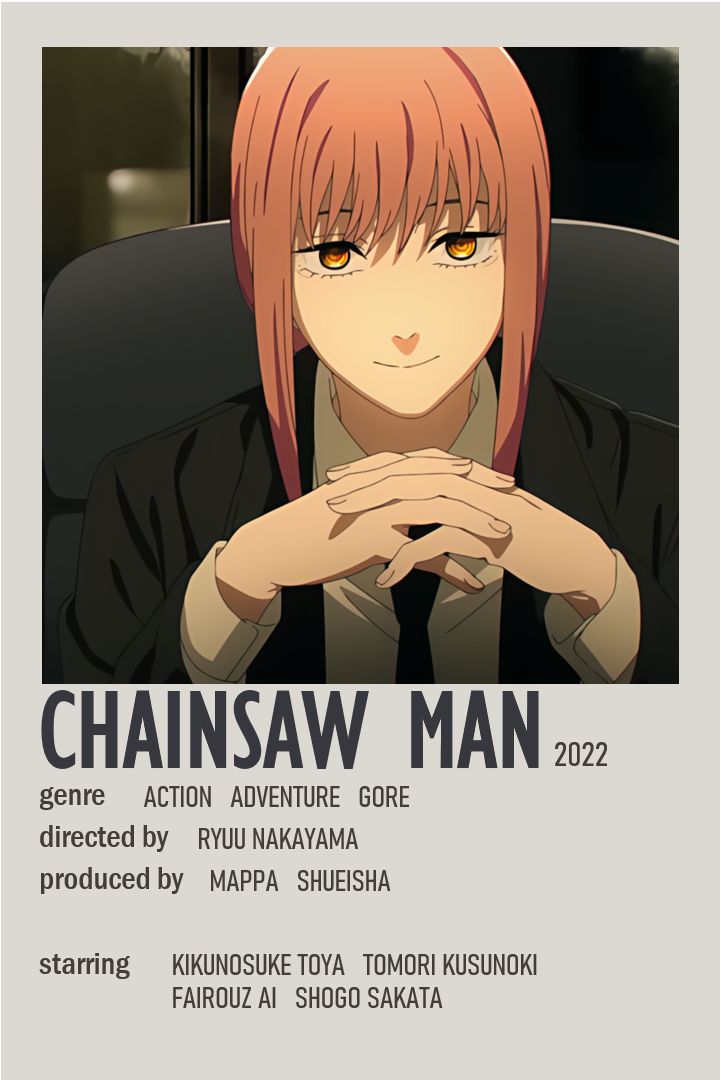 CHAINSAW MAN 2022
genre ACTION ADVENTURE GORE
directed by RYUU NAKAYAMA
produced by MAPPA SHUEISHA
starring KIKUNOSUKE TOYA TOMORI KUSUNOKI
FAIROUZ AI SHOGO SAKATA